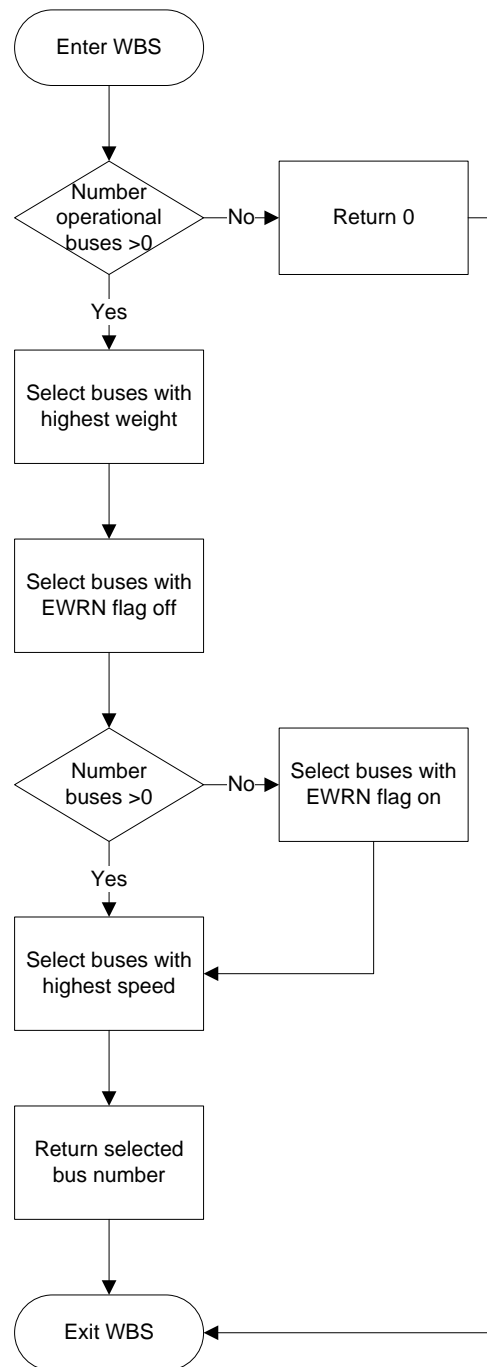 Enter WBS
Number
operational
buses >0
No
Return 0
Yes
Select buses with
highest weight
Select buses with
EWRN flag off
Number
buses >0
No
Select buses with
EWRN flag on
Yes
Select buses with
highest speed
Return selected
bus number
Exit WBS